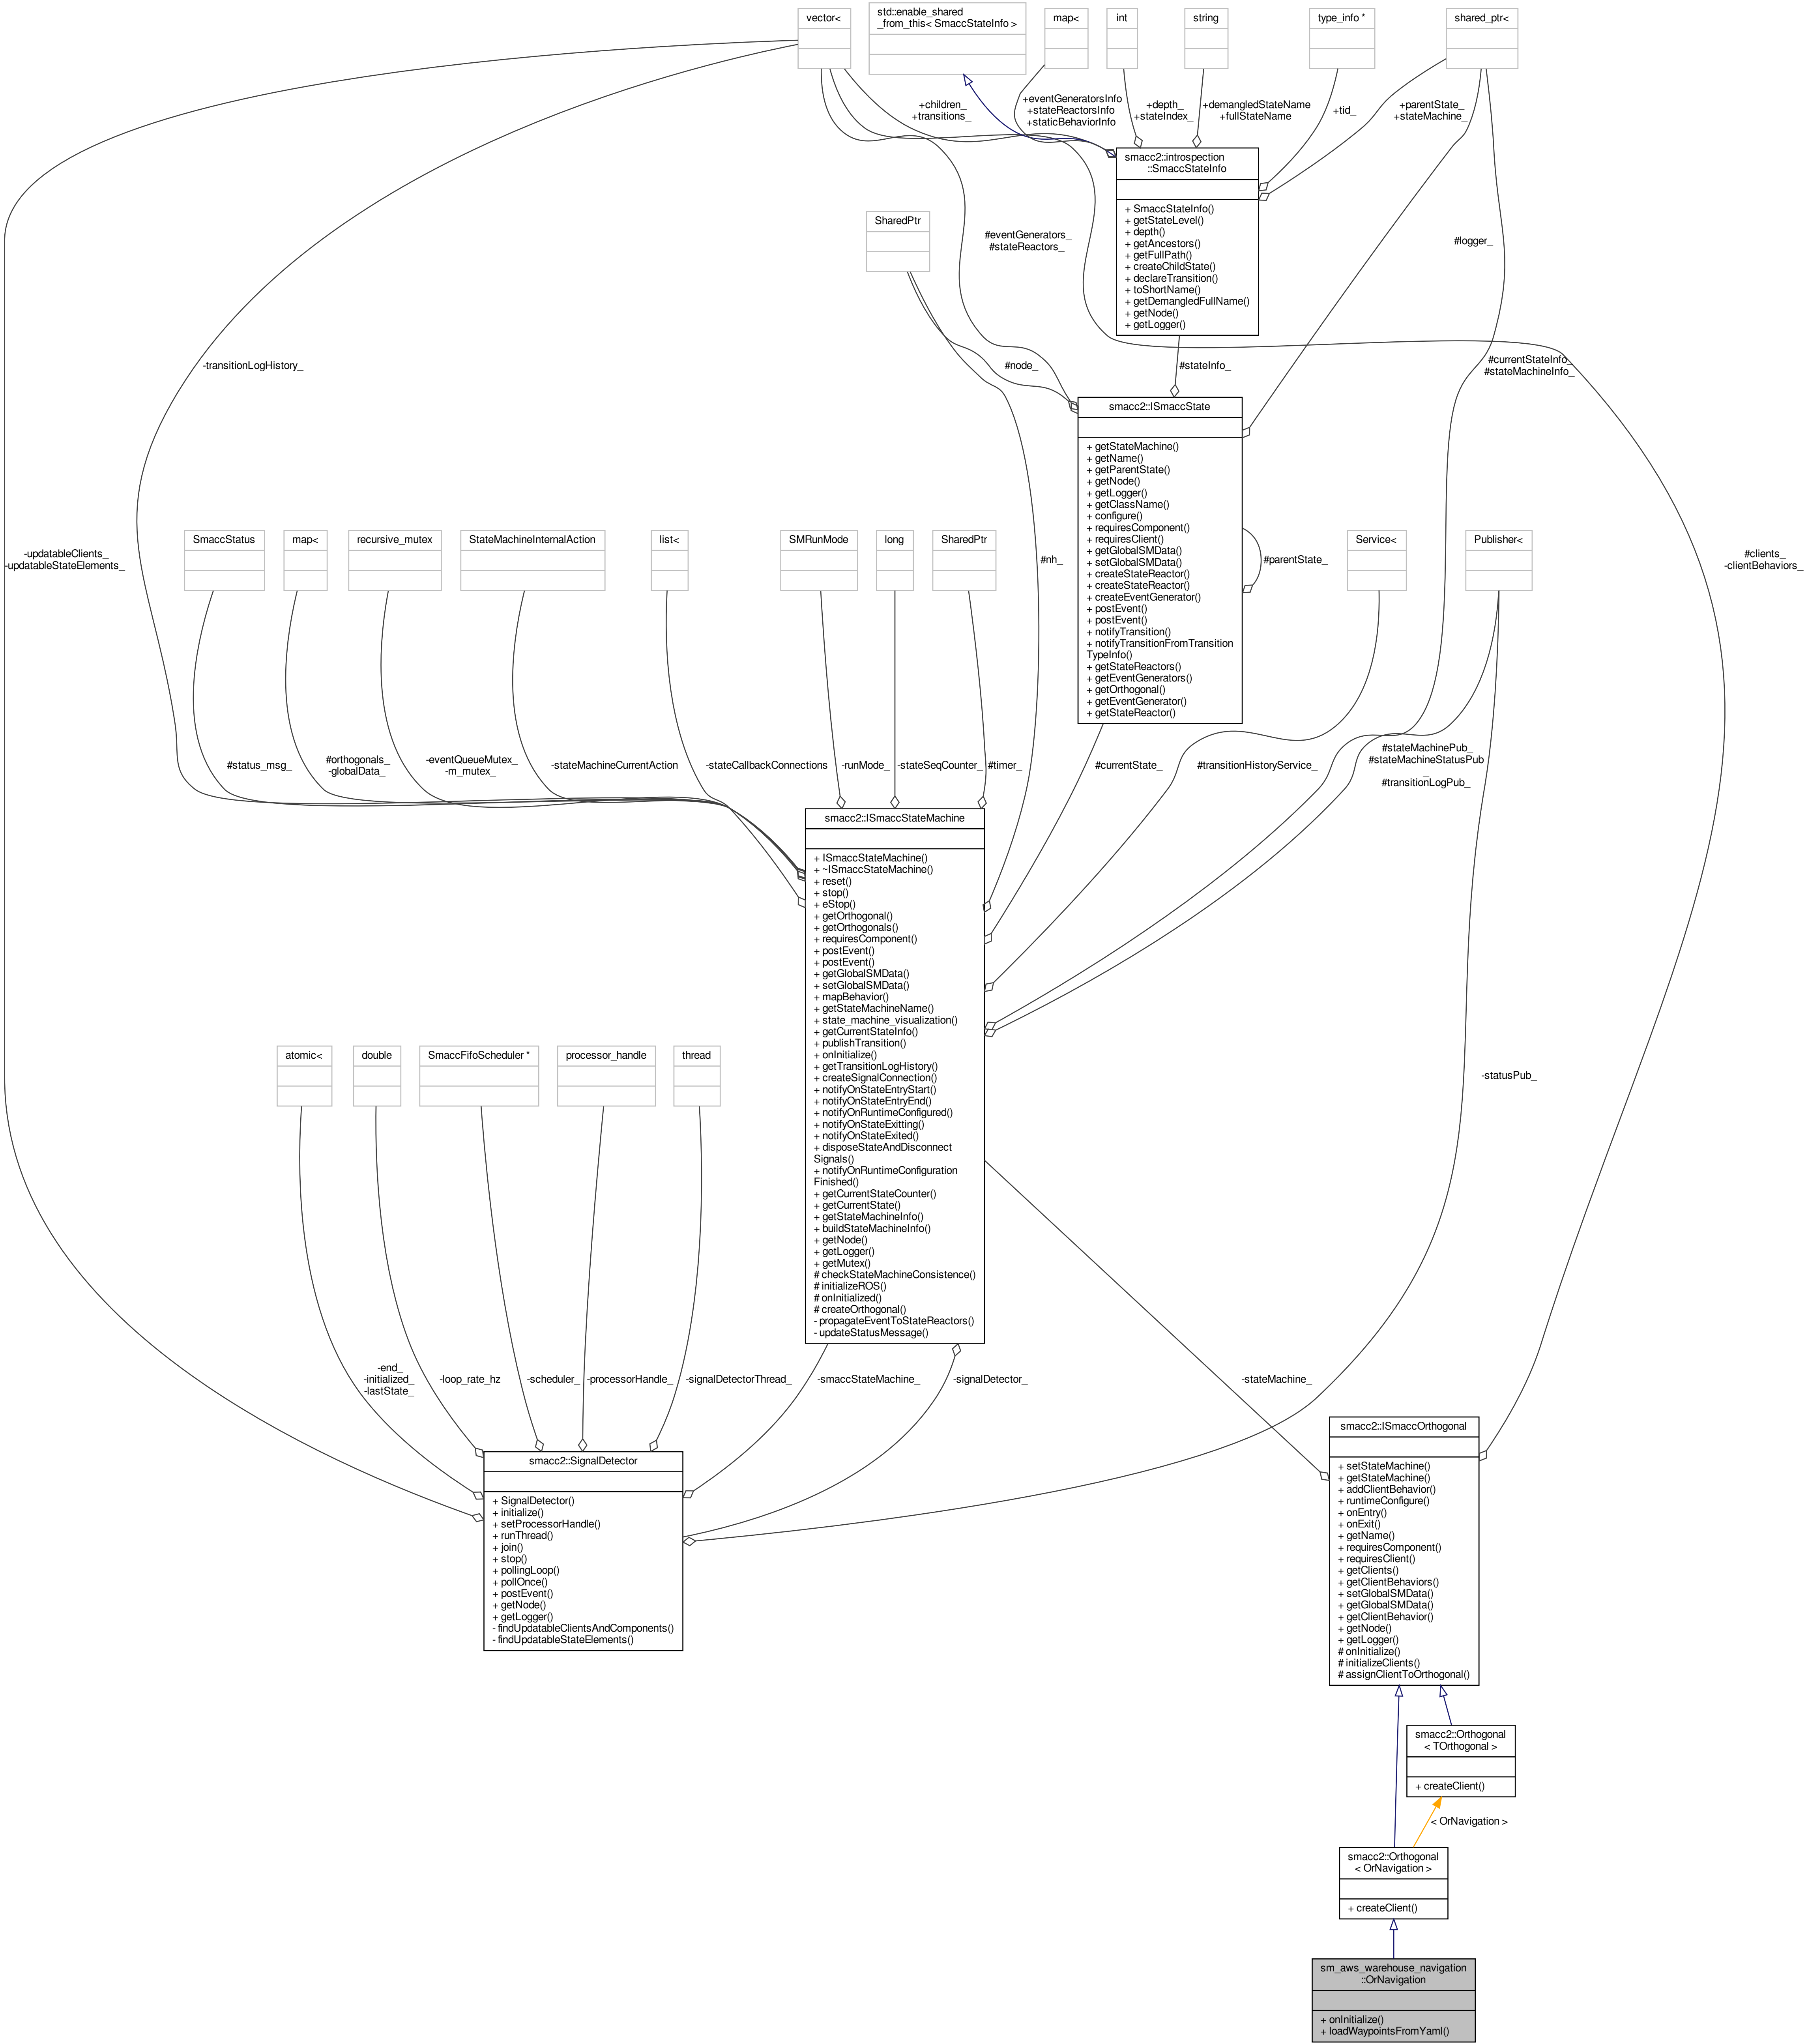 vector<
std::enable_shared
_from_this< SmaccStateInfo >
map<
int
string
type_info *
shared_ptr<
+children_
+transitions_
+eventGeneratorsInfo
+stateReactorsInfo
+staticBehaviorInfo
+depth_
+stateIndex_
+demangledStateName
+fullStateName
+tid_
+parentState_
+stateMachine_
smacc2::introspection
::SmaccStateInfo
+ SmaccStateInfo()
+ getStateLevel()
+ depth()
+ getAncestors()
+ getFullPath()
+ createChildState()
+ declareTransition()
+ toShortName()
+ getDemangledFullName()
+ getNode()
+ getLogger()
SharedPtr
#eventGenerators_
#stateReactors_
#logger_
-transitionLogHistory_
#node_
#stateInfo_
#currentStateInfo_
#stateMachineInfo_
smacc2::ISmaccState
+ getStateMachine()
+ getName()
+ getParentState()
+ getNode()
+ getLogger()
+ getClassName()
+ configure()
+ requiresComponent()
+ requiresClient()
+ getGlobalSMData()
+ setGlobalSMData()
+ createStateReactor()
+ createStateReactor()
+ createEventGenerator()
+ postEvent()
+ postEvent()
+ notifyTransition()
+ notifyTransitionFromTransition
TypeInfo()
+ getStateReactors()
+ getEventGenerators()
+ getOrthogonal()
+ getEventGenerator()
+ getStateReactor()
-updatableClients_
-updatableStateElements_
SmaccStatus
map<
recursive_mutex
StateMachineInternalAction
list<
SMRunMode
long
SharedPtr
#nh_
#parentState_
Service<
Publisher<
#clients_
-clientBehaviors_
#status_msg_
#orthogonals_
-globalData_
-eventQueueMutex_
-m_mutex_
-stateMachineCurrentAction
-stateCallbackConnections
-runMode_
-stateSeqCounter_
#timer_
#currentState_
#transitionHistoryService_
#stateMachinePub_
#stateMachineStatusPub
_
#transitionLogPub_
smacc2::ISmaccStateMachine
+ ISmaccStateMachine()
+ ~ISmaccStateMachine()
+ reset()
+ stop()
+ eStop()
+ getOrthogonal()
+ getOrthogonals()
+ requiresComponent()
+ postEvent()
+ postEvent()
+ getGlobalSMData()
+ setGlobalSMData()
+ mapBehavior()
+ getStateMachineName()
+ state_machine_visualization()
+ getCurrentStateInfo()
+ publishTransition()
+ onInitialize()
+ getTransitionLogHistory()
+ createSignalConnection()
+ notifyOnStateEntryStart()
+ notifyOnStateEntryEnd()
+ notifyOnRuntimeConfigured()
+ notifyOnStateExitting()
+ notifyOnStateExited()
+ disposeStateAndDisconnect
Signals()
+ notifyOnRuntimeConfiguration
Finished()
+ getCurrentStateCounter()
+ getCurrentState()
+ getStateMachineInfo()
+ buildStateMachineInfo()
+ getNode()
+ getLogger()
+ getMutex()
# checkStateMachineConsistence()
# initializeROS()
# onInitialized()
# createOrthogonal()
- propagateEventToStateReactors()
- updateStatusMessage()
atomic<
double
SmaccFifoScheduler *
processor_handle
thread
-statusPub_
-end_
-initialized_
-lastState_
-loop_rate_hz
-scheduler_
-processorHandle_
-signalDetectorThread_
-smaccStateMachine_
-signalDetector_
-stateMachine_
smacc2::SignalDetector
+ SignalDetector()
+ initialize()
+ setProcessorHandle()
+ runThread()
+ join()
+ stop()
+ pollingLoop()
+ pollOnce()
+ postEvent()
+ getNode()
+ getLogger()
- findUpdatableClientsAndComponents()
- findUpdatableStateElements()
smacc2::ISmaccOrthogonal
+ setStateMachine()
+ getStateMachine()
+ addClientBehavior()
+ runtimeConfigure()
+ onEntry()
+ onExit()
+ getName()
+ requiresComponent()
+ requiresClient()
+ getClients()
+ getClientBehaviors()
+ setGlobalSMData()
+ getGlobalSMData()
+ getClientBehavior()
+ getNode()
+ getLogger()
# onInitialize()
# initializeClients()
# assignClientToOrthogonal()
smacc2::Orthogonal
< TOrthogonal >
+ createClient()
< OrNavigation >
smacc2::Orthogonal
< OrNavigation >
+ createClient()
sm_aws_warehouse_navigation
::OrNavigation
+ onInitialize()
+ loadWaypointsFromYaml()